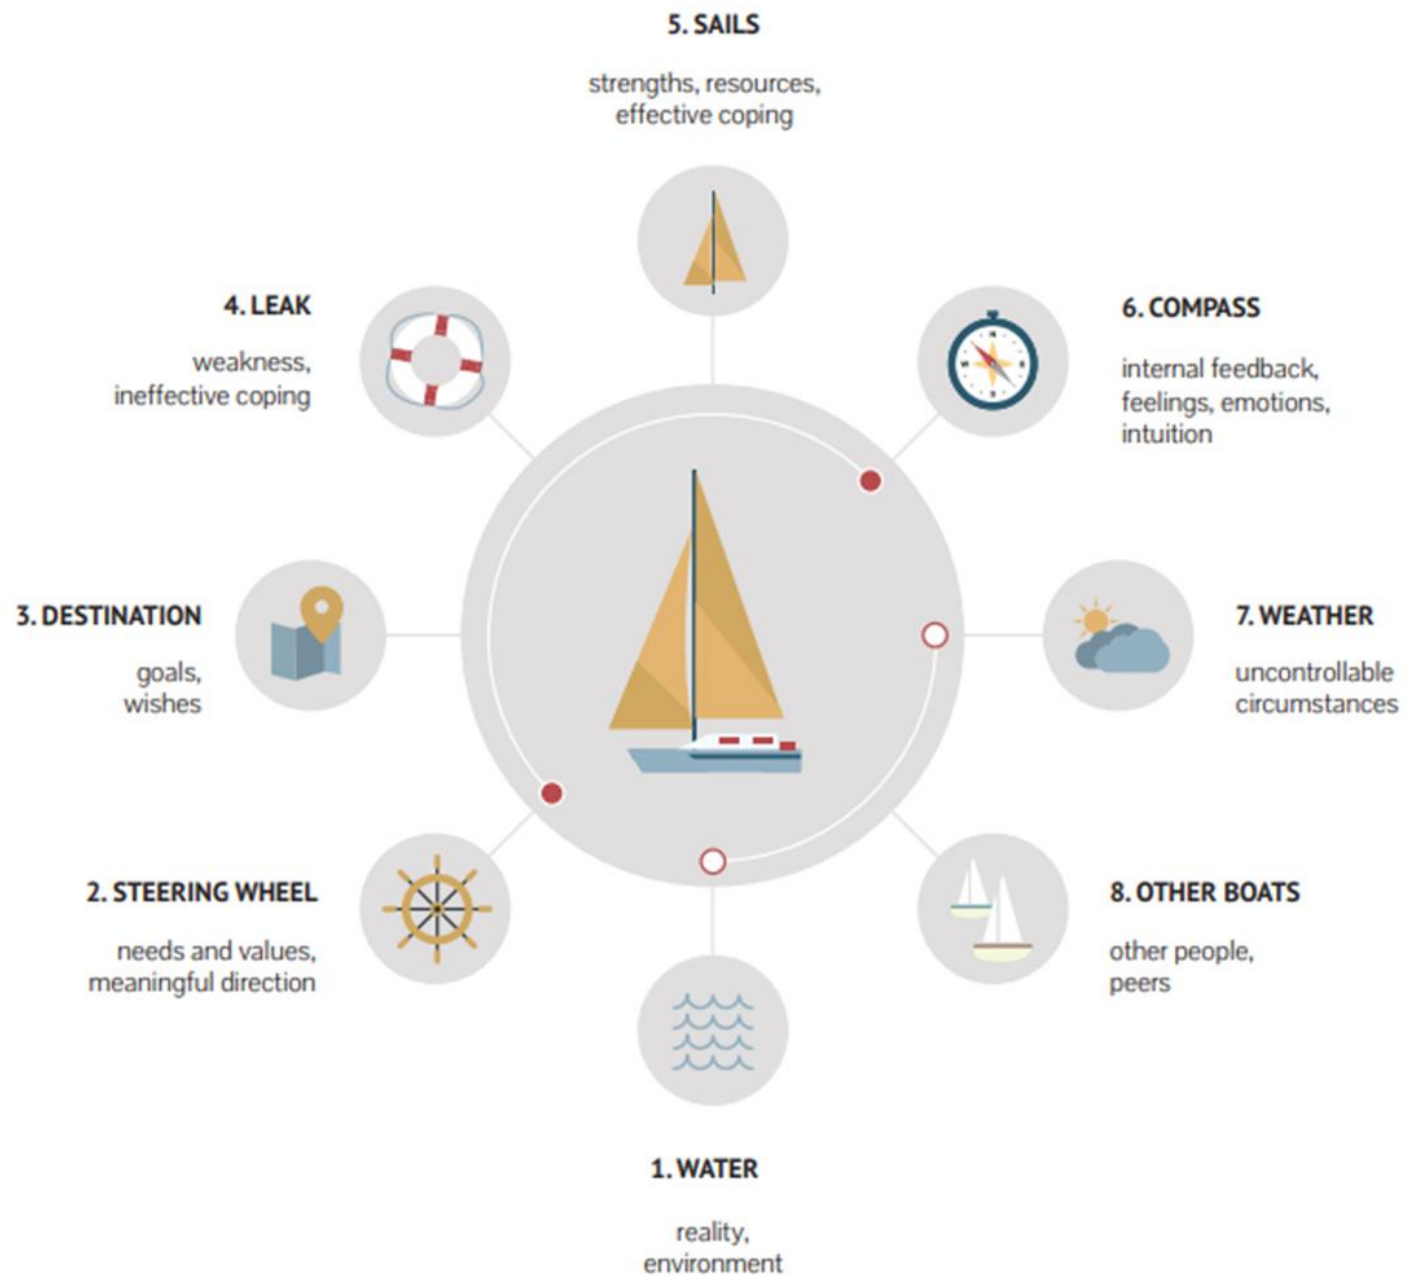 5. SAILS
strengths, resources,
effective coping
4. LEAK
weakness,
ineffective coping
6. COMPASS
internal feedback,
feelings, emotions,
intuition
3. DESTINATION
goals,
wishes
7. WEATHER
uncontrollable
circumstances
2. STEERING WHEEL
needs and values,
meaningful direction
8. OTHER BOATS
other people,
peers
1. WATER
reality,
environment